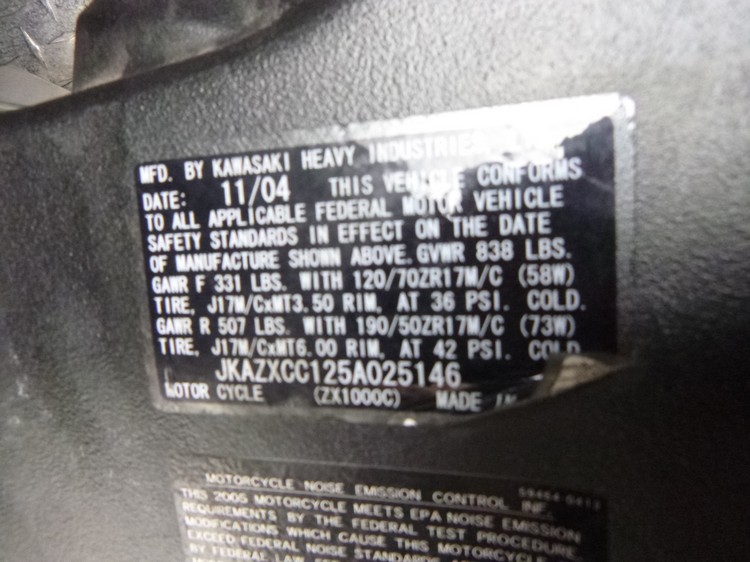 MFD. BY KAWASAKI HEAVY INDUSTRIES
DATE: 11/04 THIS VEHICLE CONFORMS
TO ALL APPLICABLE FEDERAL MOTOR VEHICLE
SAFETY STANDARDS IN EFFECT ON THE DATE
OF MANUFACTURE SHOWN ABOVE. GVWR 838 LBS.
GAWR F 331 LBS. WITH 120/70ZR17M/C (58W)
TIRE, J17M/CxMT3.50 RIM, AT 36 PSI. COLD.
GAWR R 507 LBS. WITH 190/50ZR17M/C (73W)
TIRE, J17M/CxMT6.00 RIM, AT 42 PSI. COLD
JKAZXCC125A025146
MOTOR CYCLE (ZX1000C) MADE IN
MOTORCYCLE NOISE EMISSION CONTROL INF.
THIS 2005 MOTORCYCLE MEETS EPA NOISE EMISSION
REQUIREMENTS BY THE FEDERAL TEST PROCEDURE.
MODIFICATIONS WHICH CAUSE THIS MOTORCYCLE
EXCEED FEDERAL NOISE STANDARDS
BY FEDERAL LAW.